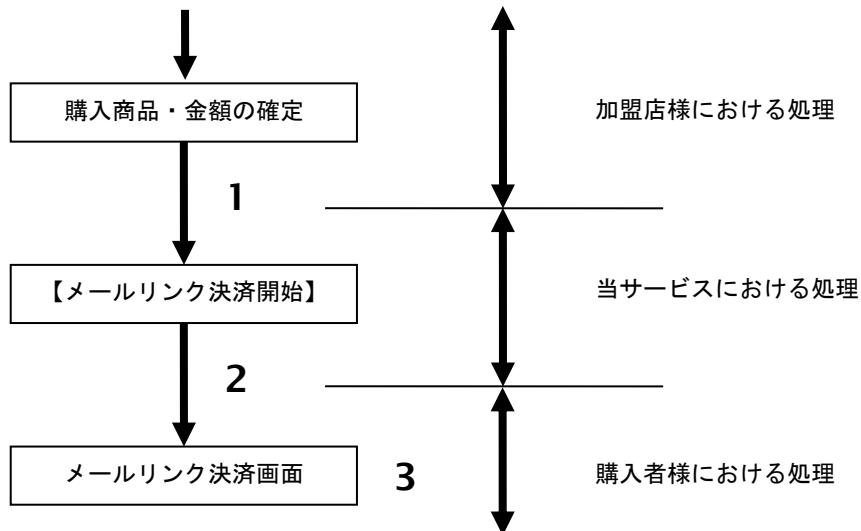 購入商品・金額の確定
加盟店様における処理
1
【メールリンク決済開始】
当サービスにおける処理
2
メールリンク決済画面
3
購入者様における処理